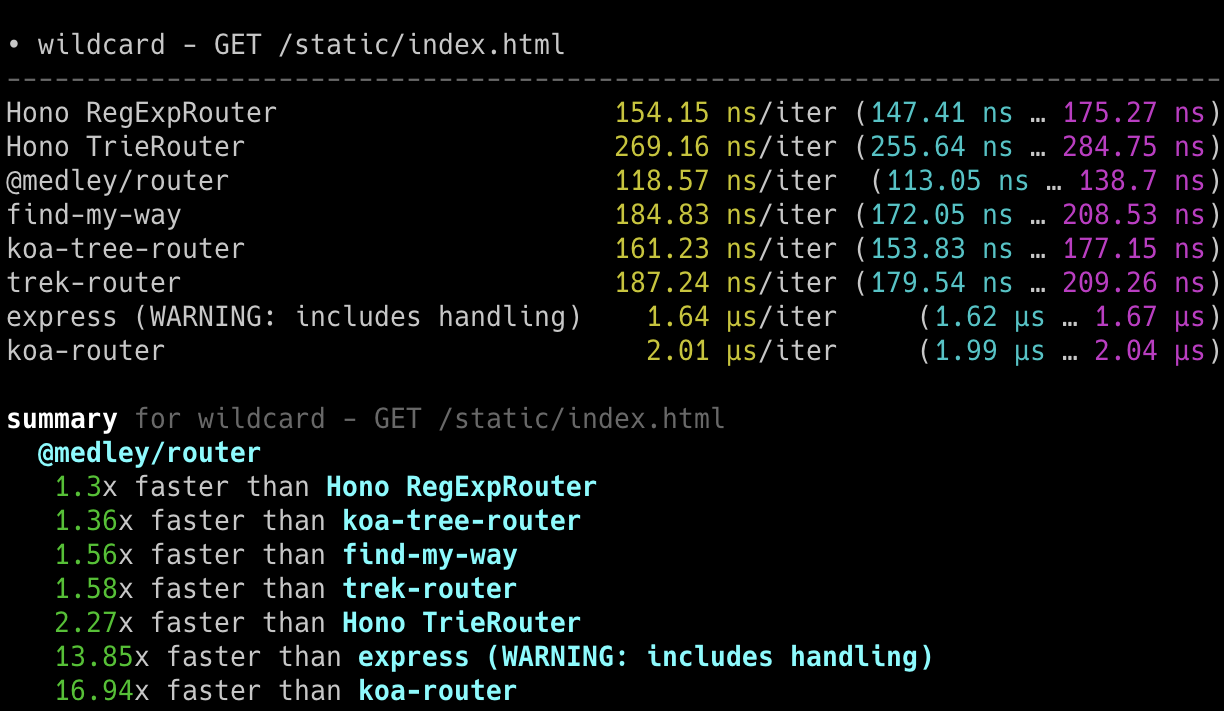 • wildcard - GET /static/index.html
----------------------------------------------------------------------------
Hono RegExpRouter 154.15 ns/iter (147.41 ns … 175.27 ns)
Hono TrieRouter 269.16 ns/iter (255.64 ns … 284.75 ns)
@medley/router 118.57 ns/iter (113.05 ns … 138.7 ns)
find-my-way 184.83 ns/iter (172.05 ns … 208.53 ns)
koa-tree-router 161.23 ns/iter (153.83 ns … 177.15 ns)
trek-router 187.24 ns/iter (179.54 ns … 209.26 ns)
express (WARNING: includes handling) 1.64 µs/iter (1.62 µs … 1.67 µs)
koa-router 2.01 µs/iter (1.99 µs … 2.04 µs)
summary for wildcard - GET /static/index.html
@medley/router
1.3x faster than Hono RegExpRouter
1.36x faster than koa-tree-router
1.56x faster than find-my-way
1.58x faster than trek-router
2.27x faster than Hono TrieRouter
13.85x faster than express (WARNING: includes handling)
16.94x faster than koa-router